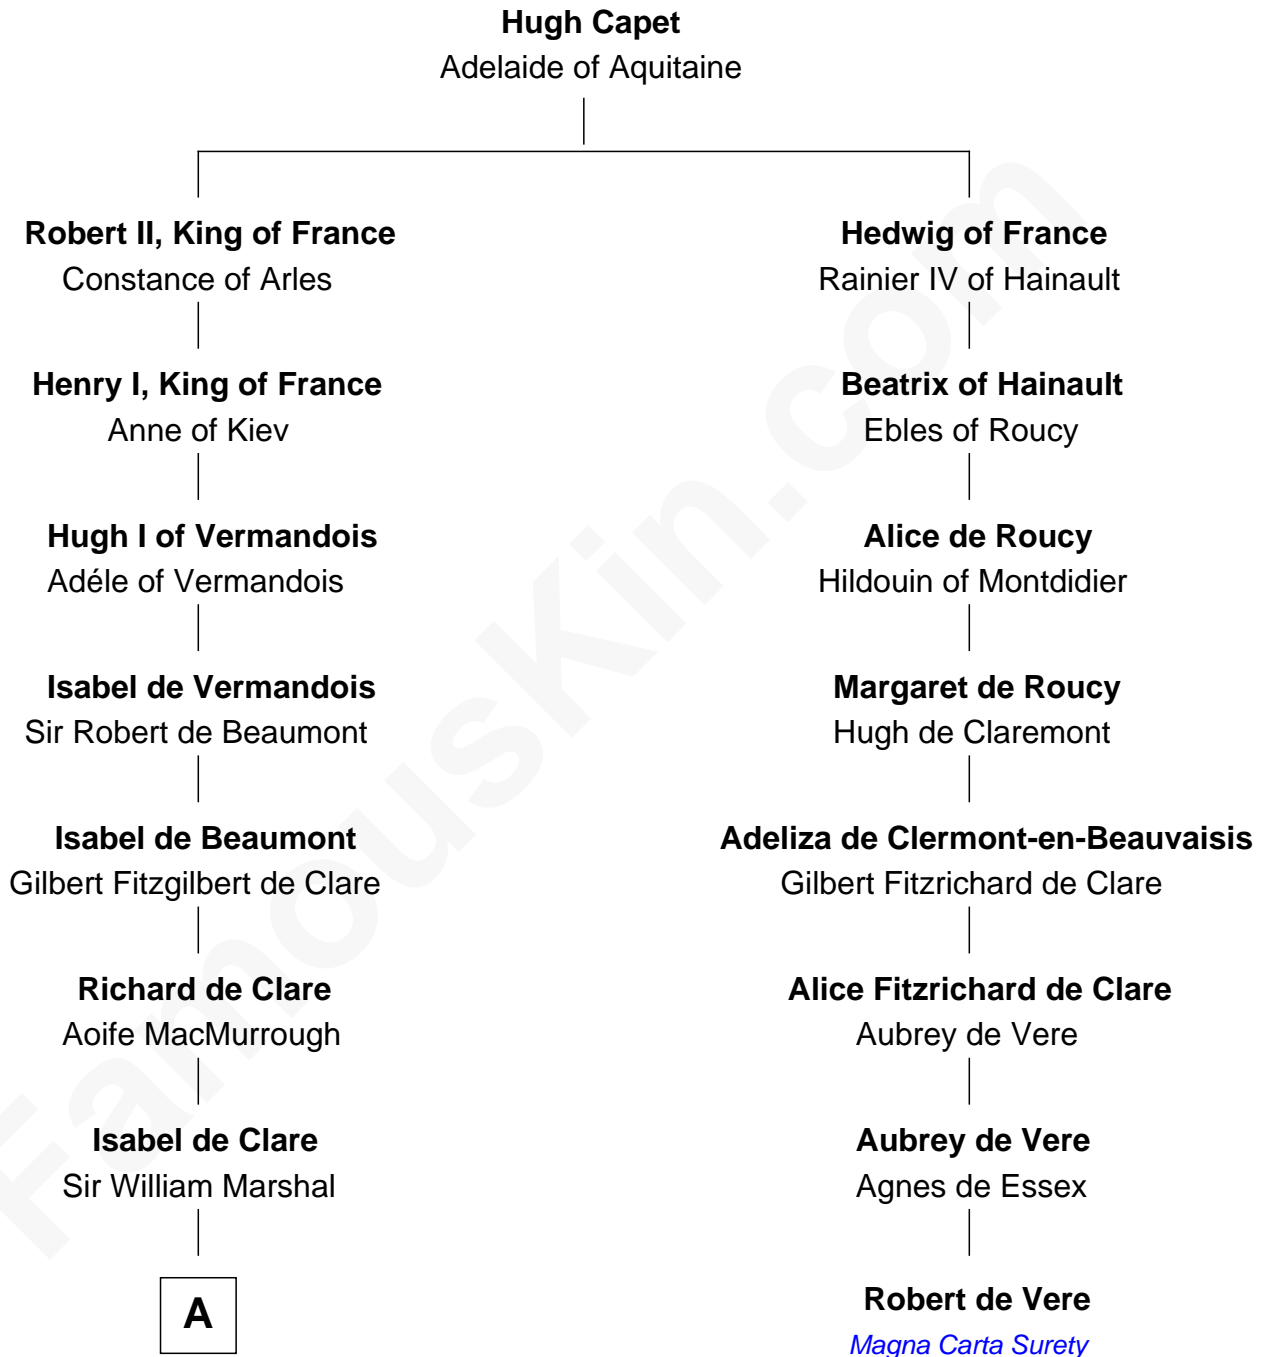 Hugh Capet
Adelaide of Aquitaine
Robert II, King of France
Constance of Arles
Hedwig of France
Rainier IV of Hainault
Henry I, King of France
Anne of Kiev
Beatrix of Hainault
Ebles of Roucy
Hugh I of Vermandois
Adéle of Vermandois
Alice de Roucy
Hildouin of Montdidier
Isabel de Vermandois
Sir Robert de Beaumont
Margaret de Roucy
Hugh de Claremont
Isabel de Beaumont
Gilbert Fitzgilbert de Clare
Adeliza de Clermont-en-Beauvaisis
Gilbert Fitzrichard de Clare
Richard de Clare
Aoife MacMurrough
Alice Fitzrichard de Clare
Aubrey de Vere
Isabel de Clare
Sir William Marshal
Aubrey de Vere
Agnes de Essex
A
Robert de Vere
Magna Carta Surety
FamousKin.com